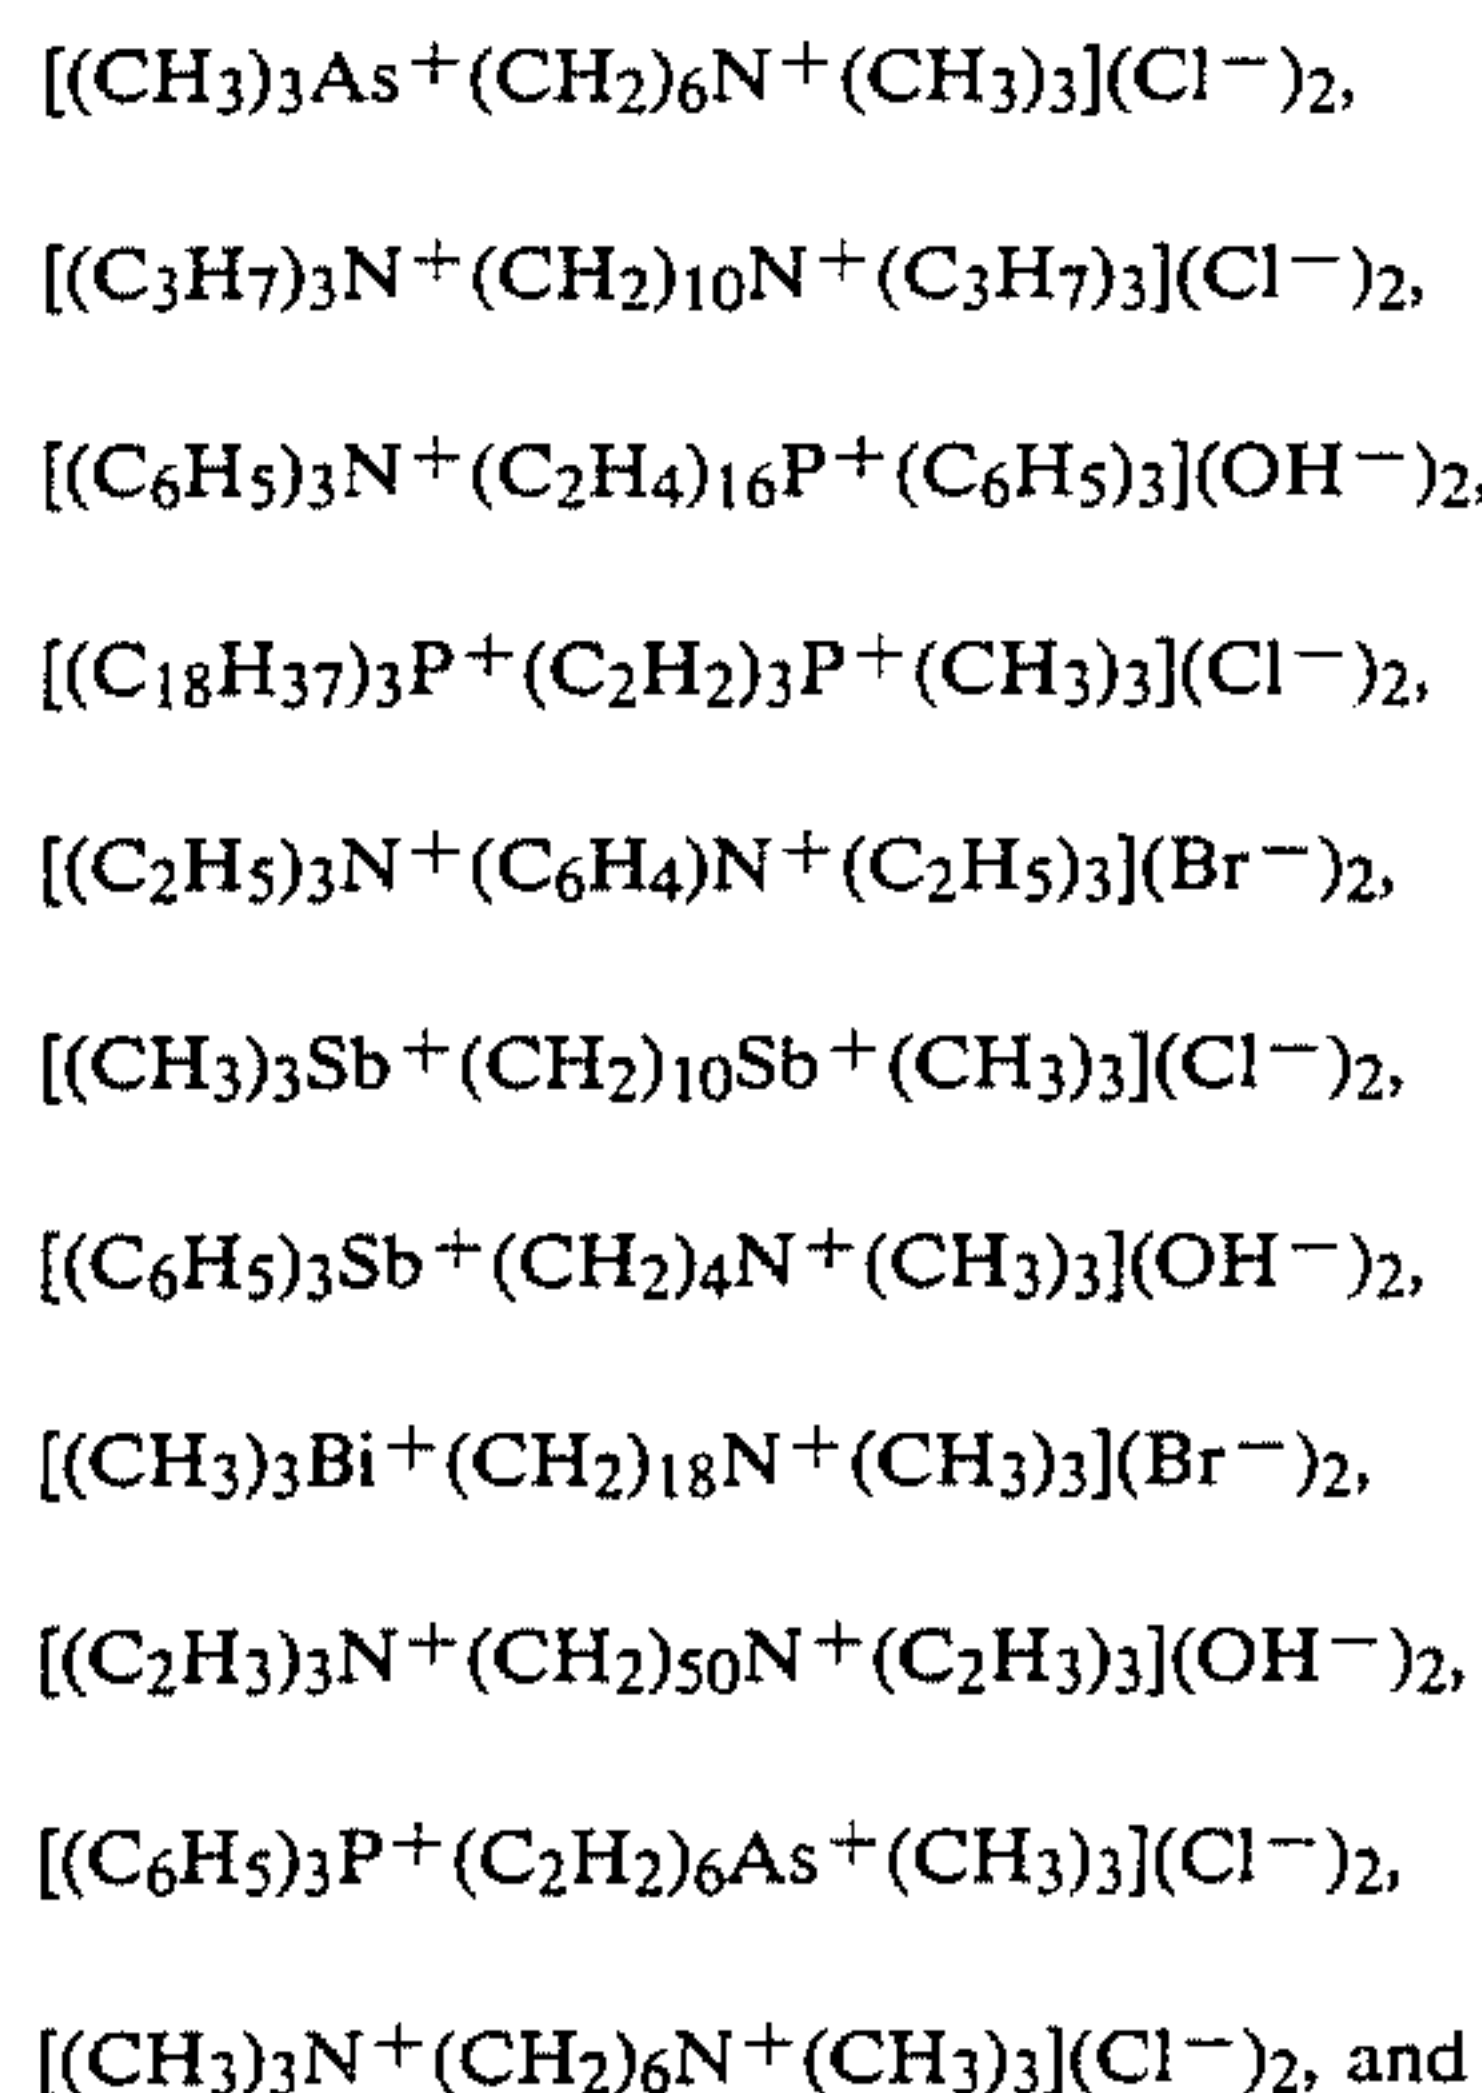 [(CH3)3As+(CH2)6N+(CH3)3](Cl−)2,
[(C3H7)3N+(CH2)10N+(C3H7)3](Cl−)2,
[(C6H5)3N+(C2H4)16P+(C6H5)3](OH−)2,
[(C18H37)3P+(C2H2)3P+(CH3)3](Cl−)2,
[(C2H5)3N+(C6H4)N+(C2H5)3](Br−)2,
[(CH3)3Sb+(CH2)10Sb+(CH3)3](Cl−)2,
[(C6H5)3Sb+(CH2)4N+(CH3)3](OH−)2,
[(CH3)3Bi+(CH2)18N+(CH3)3](Br−)2,
[(C2H3)3N+(CH2)50N+(C2H3)3](OH−)2,
[(C6H5)3P+(C2H2)6As+(CH3)3](Cl−)2,
[(CH3)3N+(CH2)6N+(CH3)3](Cl−)2, and